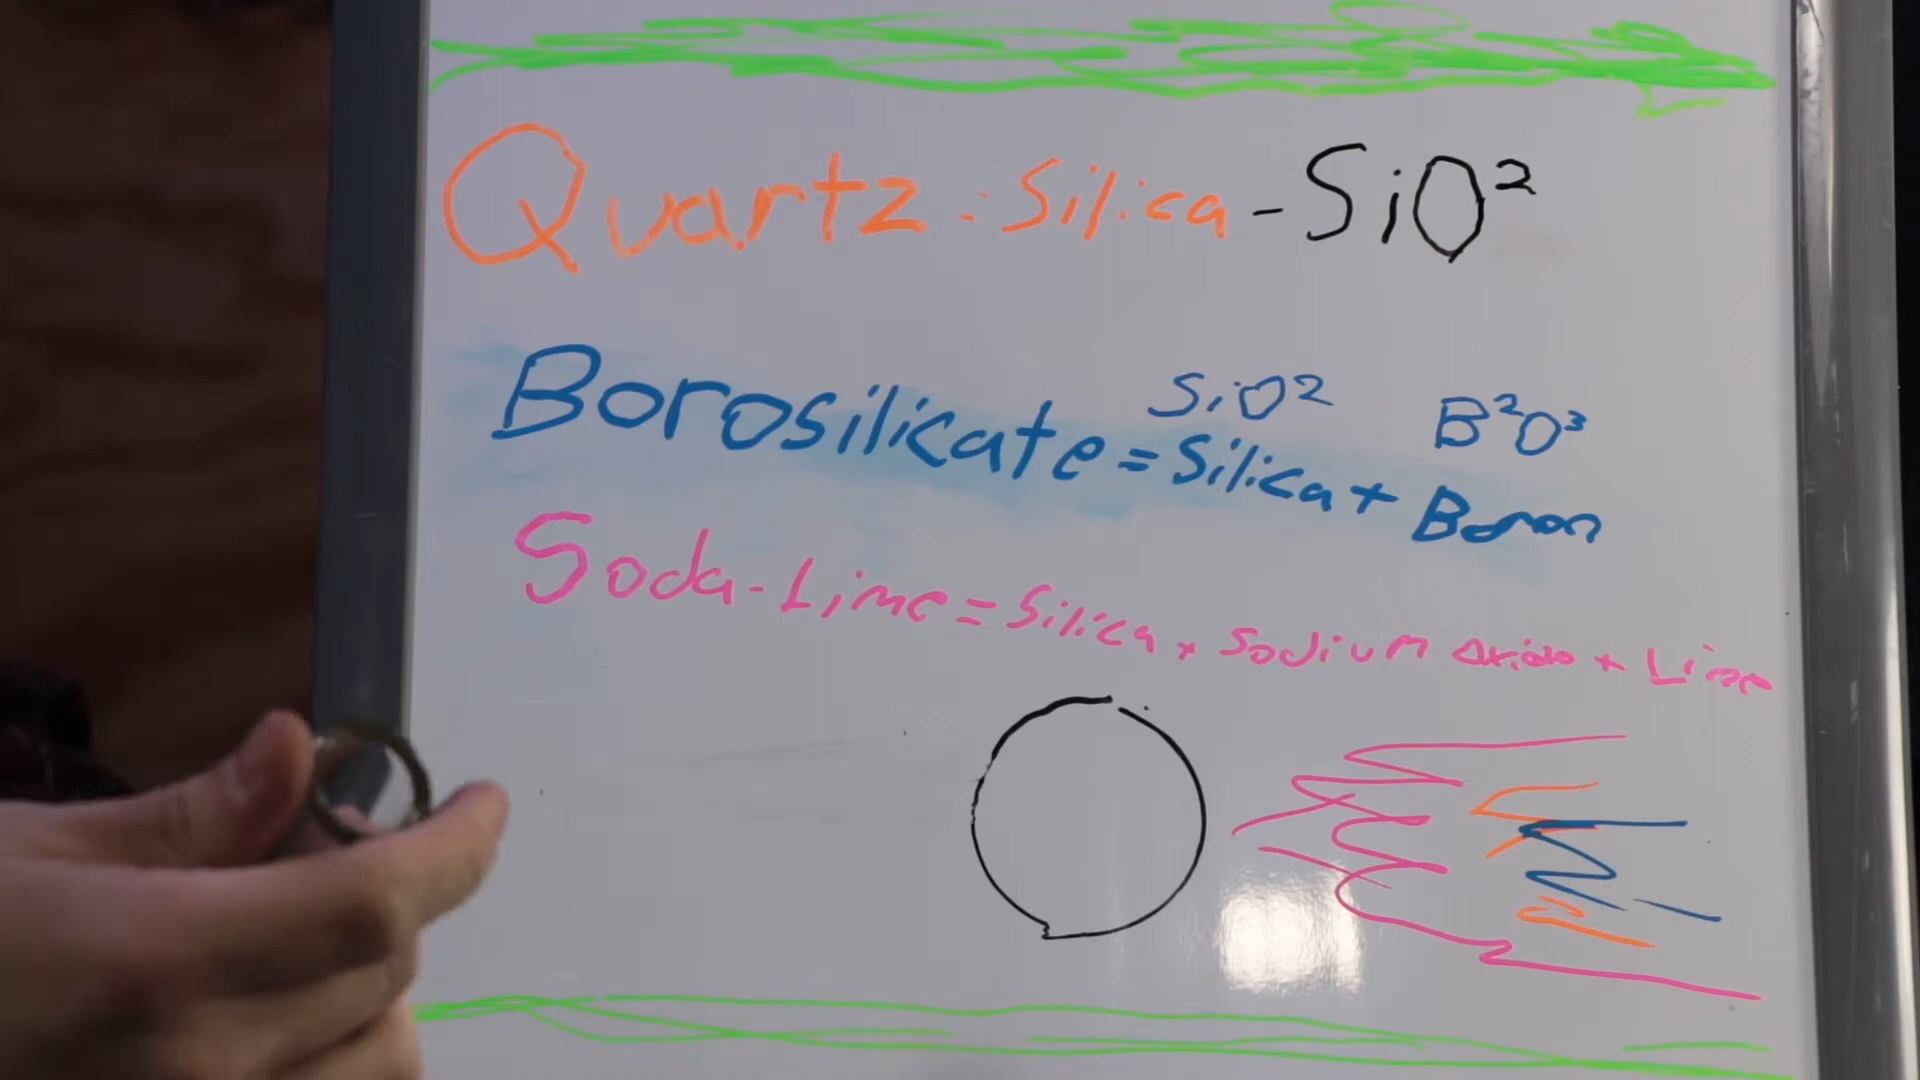 Quartz = Silica - SiO²
SiO² B²O³
Borosilicate = Silica + Boron
Soda-Lime = Silica + Sodium Oxide + Lime